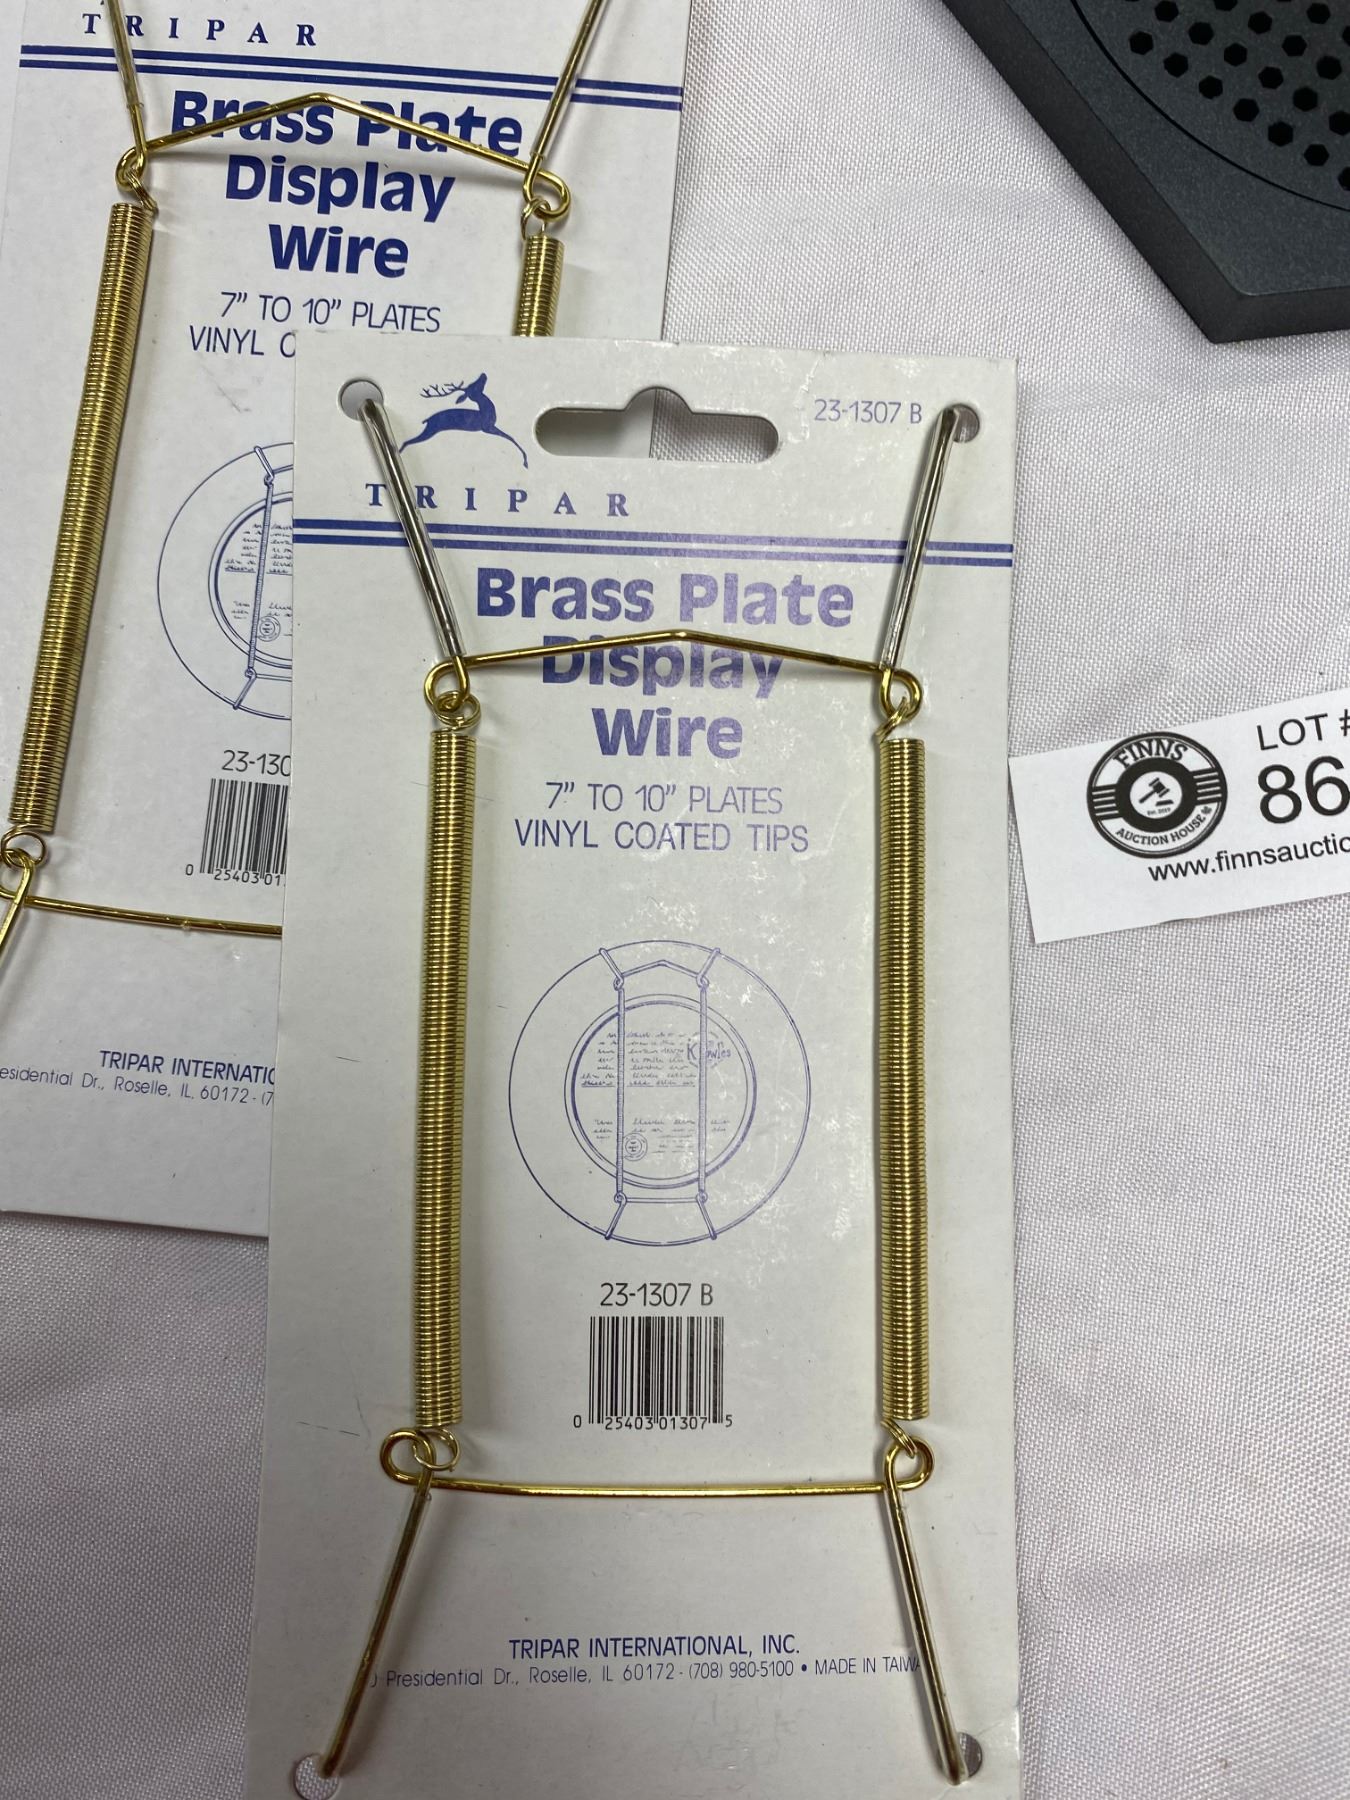 TRIPAR
Brass Plate
Display
Wire
7" TO 10" PLATES
VINYL
23-130
0 25403 01
TRIPAR INTERNATIO
esidential Dr., Roselle, IL 60172 - (7
23-1307 B
TRIPAR
Brass Plate
Display
Wire
7" TO 10" PLATES
VINYL COATED TIPS
23-1307 B
0 25403 01307 5
TRIPAR INTERNATIONAL, INC.
Presidential Dr., Roselle, IL 60172 - (708) 980-5100 • MADE IN TAIWA
FINNS
AUCTION HOUSE
LOT #
86
www.finnsauctio